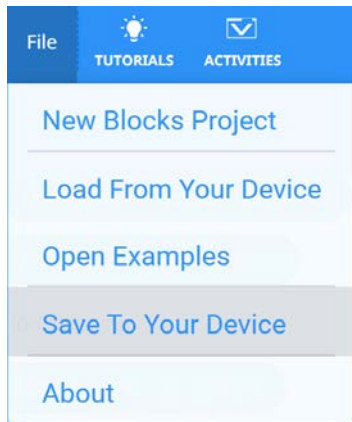 File
TUTORIALS
ACTIVITIES
New Blocks Project
Load From Your Device
Open Examples
Save To Your Device
About